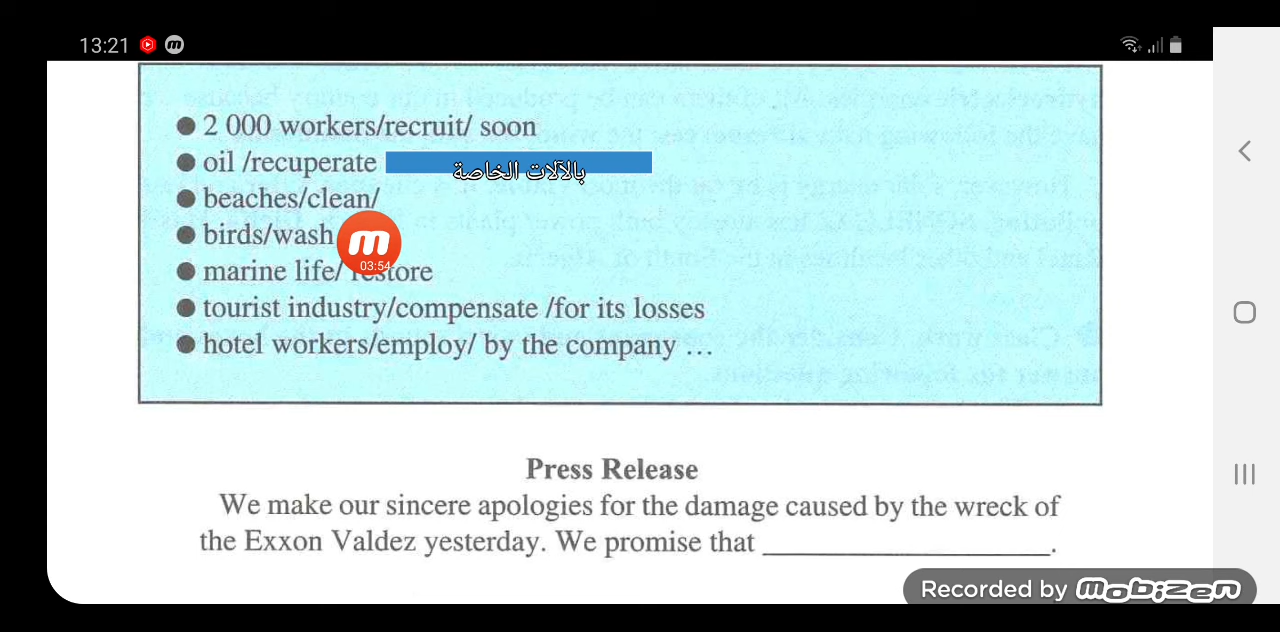 13:21
● 2 000 workers/recruit/ soon
● oil /recuperate بالآلات الخاصة
● beaches/clean/
● birds/wash
03:54
● marine life/ restore
● tourist industry/compensate /for its losses
● hotel workers/employ/ by the company ...
Press Release
We make our sincere apologies for the damage caused by the wreck of
the Exxon Valdez yesterday. We promise that ____________________.
Recorded by mobizen